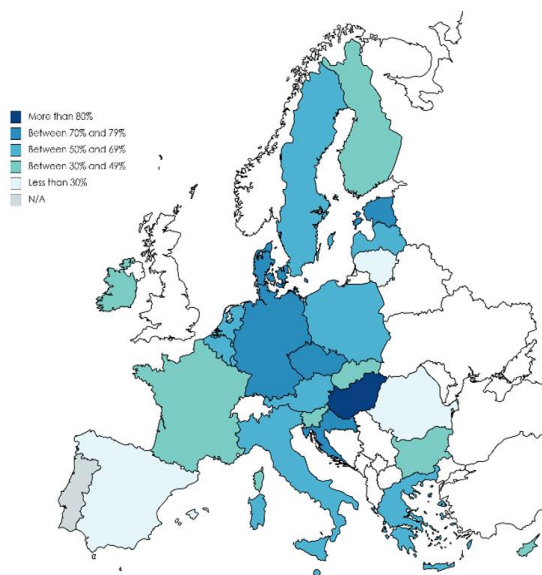 More than 80%
Between 70% and 79%
Between 50% and 69%
Between 30% and 49%
Less than 30%
N/A